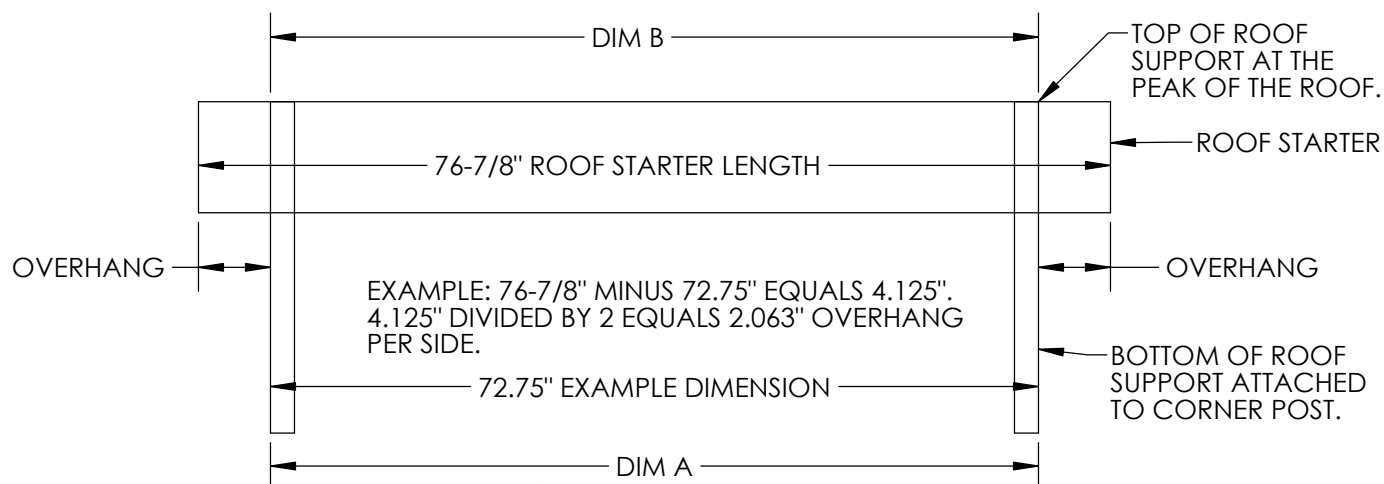 DIM B
TOP OF ROOF
SUPPORT AT THE
PEAK OF THE ROOF.
ROOF STARTER
76-7/8" ROOF STARTER LENGTH
OVERHANG
OVERHANG
EXAMPLE: 76-7/8" MINUS 72.75" EQUALS 4.125".
4.125" DIVIDED BY 2 EQUALS 2.063" OVERHANG
PER SIDE.
BOTTOM OF ROOF
SUPPORT ATTACHED
TO CORNER POST.
72.75" EXAMPLE DIMENSION
DIM A